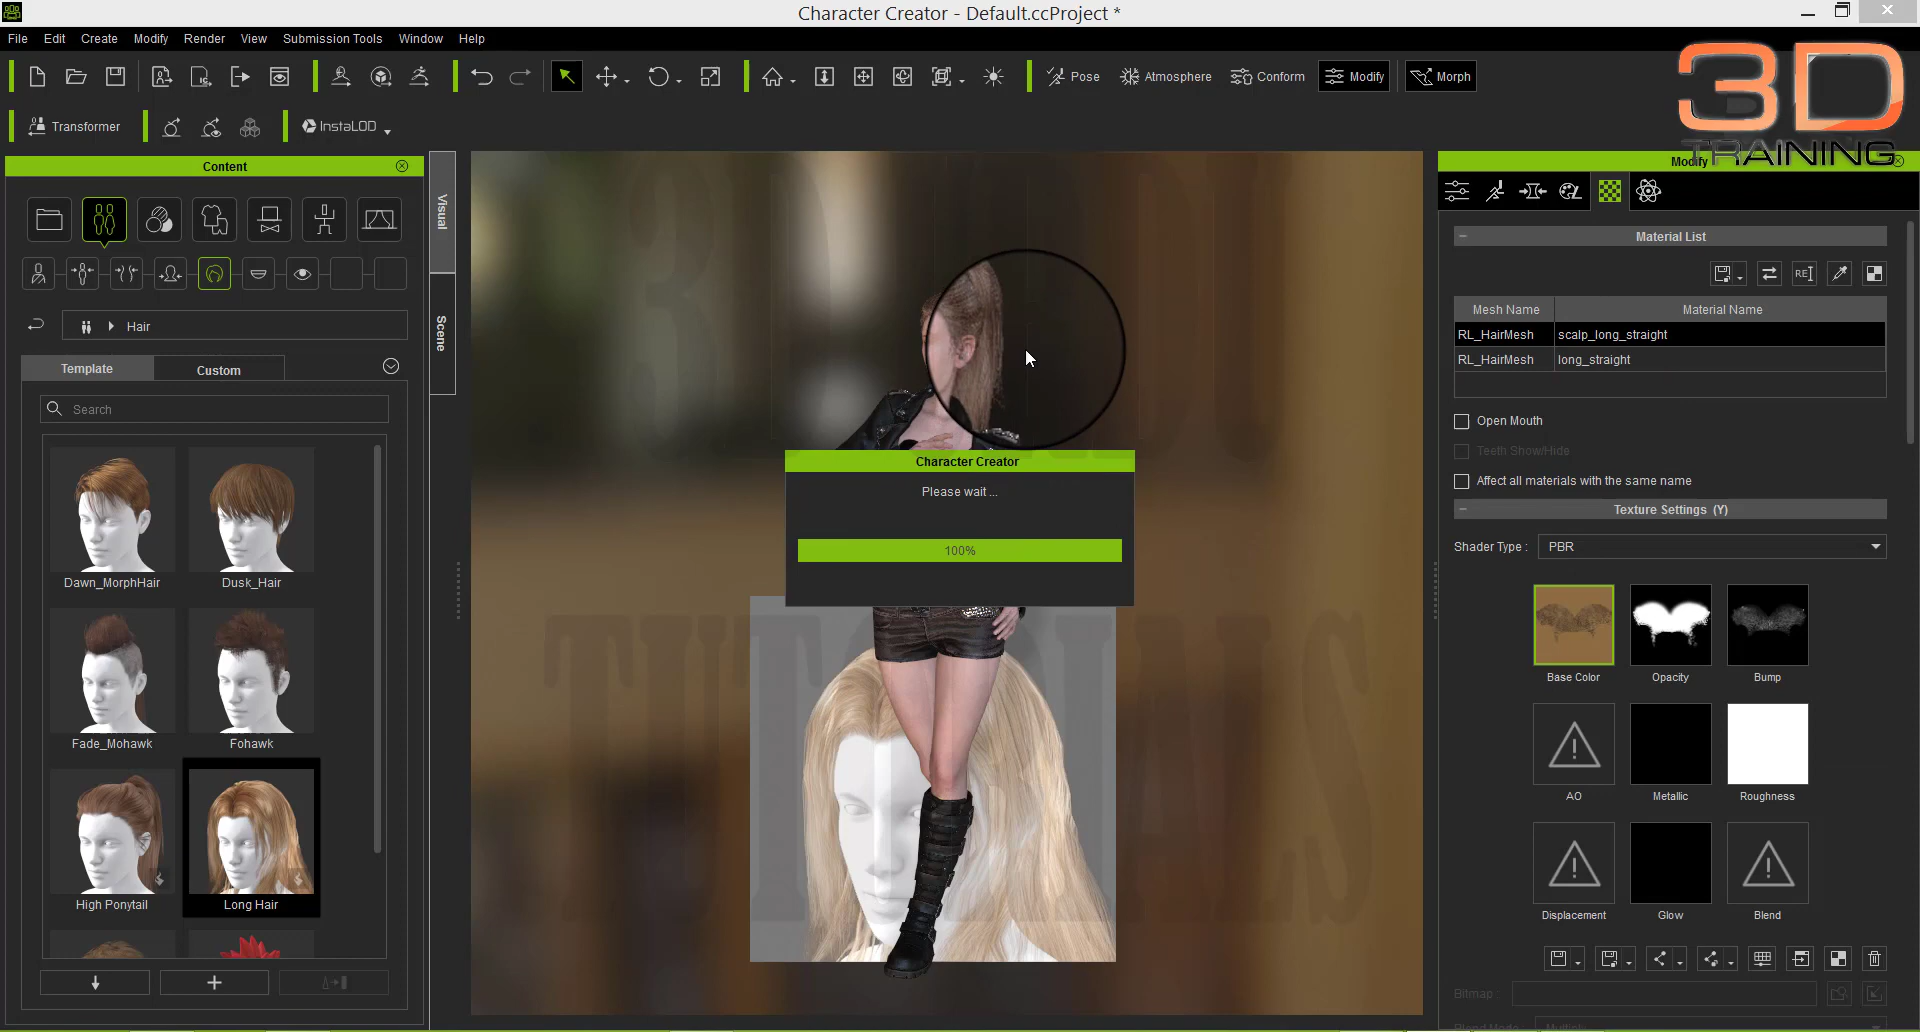 Character Creator - Default.ccProject *
File Edit Create Modify Render View Submission Tools Window Help
Pose Atmosphere Conform Modify Morph
3D TRAINING
Transformer InstaLOD
Content
Visual
Scene
Hair
Template Custom
Search
Dawn_MorphHair Dusk_Hair
Fade_Mohawk Fohawk
High Ponytail Long Hair
TUTORIALS
Character Creator
Please wait ...
100%
Modify
Material List
RE
Mesh Name Material Name
RL_HairMesh scalp_long_straight
RL_HairMesh long_straight
Open Mouth
Teeth Show/Hide
Affect all materials with the same name
Texture Settings (Y)
Shader Type : PBR
Base Color Opacity Bump
AO Metallic Roughness
Displacement Glow Blend
Bitmap :